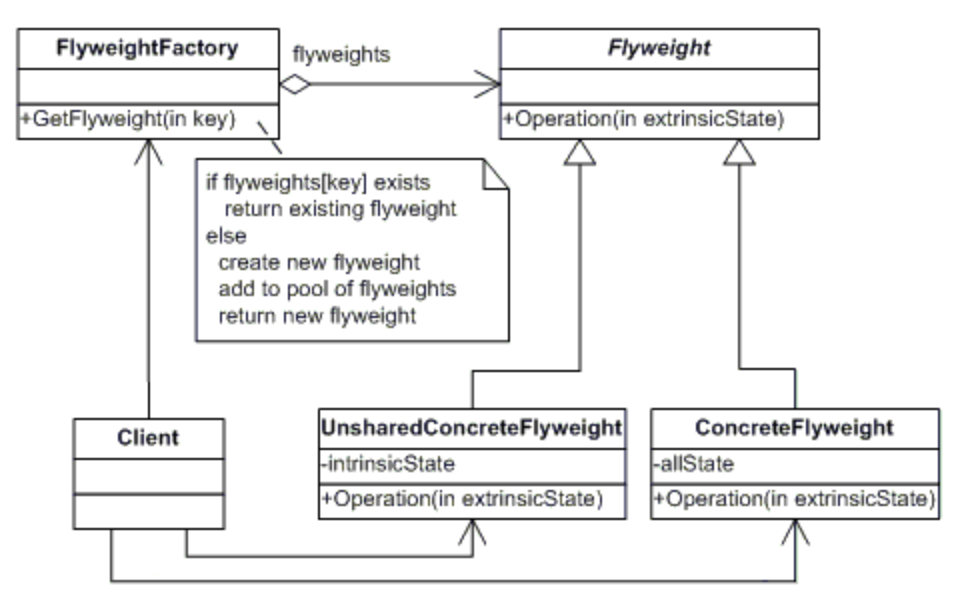 FlyweightFactory
+GetFlyweight(in key)
flyweights
Flyweight
+Operation(in extrinsicState)
if flyweights[key] exists
return existing flyweight
else
create new flyweight
add to pool of flyweights
return new flyweight
Client
UnsharedConcreteFlyweight
-intrinsicState
+Operation(in extrinsicState)
ConcreteFlyweight
-allState
+Operation(in extrinsicState)